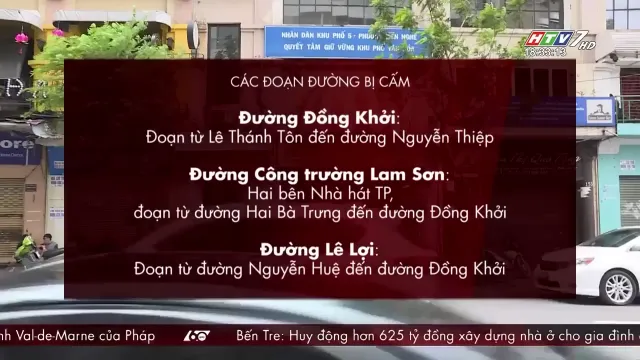 NHÂN DÂN KHU PHỐ 5 - PHƯỜNG BẾN NGHÉ
QUYẾT TÂM GIỮ VỮNG KHU PHỐ VĂN HÓA
HTV7 HD
18:33:13
CÁC ĐOẠN ĐƯỜNG BỊ CẤM
Đường Đồng Khởi:
Đoạn từ Lê Thánh Tôn đến đường Nguyễn Thiệp
Đường Công trường Lam Sơn:
Hai bên Nhà hát TP,
đoạn từ đường Hai Bà Trưng đến đường Đồng Khởi
Đường Lê Lợi:
Đoạn từ đường Nguyễn Huệ đến đường Đồng Khởi
nh Val-de-Marne của Pháp 60 Bến Tre: Huy động hơn 625 tỷ đồng xây dựng nhà ở cho gia đình